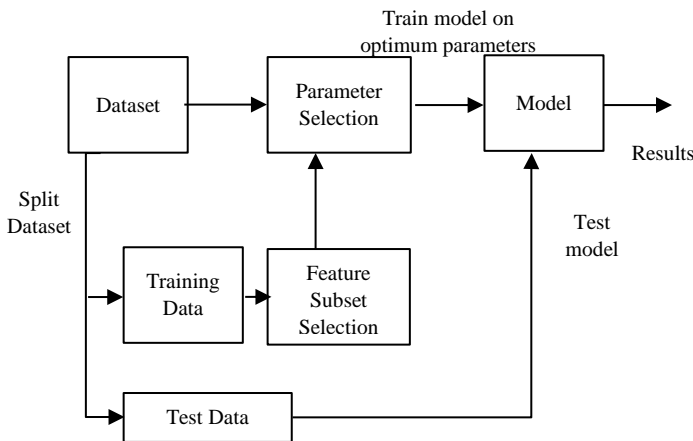 Train model on
optimum parameters
Dataset
Parameter
Selection
Model
Results
Split
Dataset
Test
model
Training
Data
Feature
Subset
Selection
Test Data